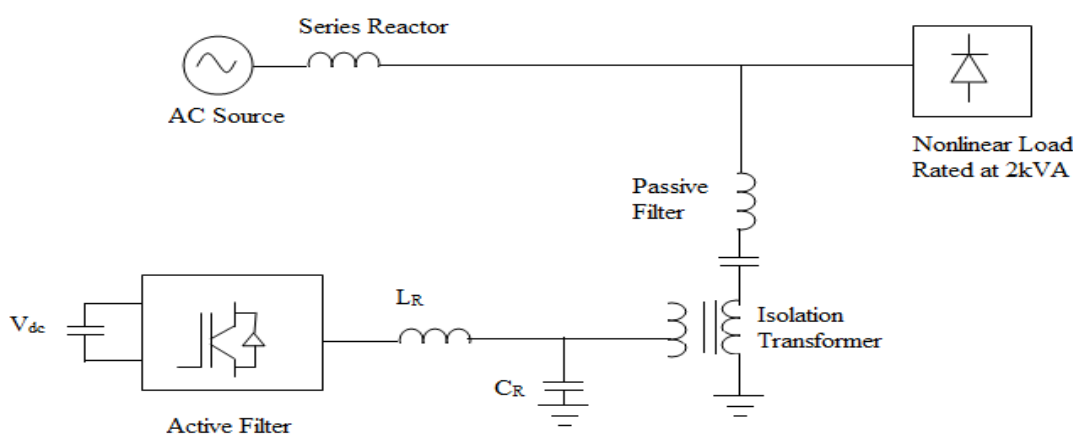 Series Reactor
AC Source
Nonlinear Load
Rated at 2kVA
Passive
Filter
LR
Vdc
Isolation
Transformer
CR
Active Filter